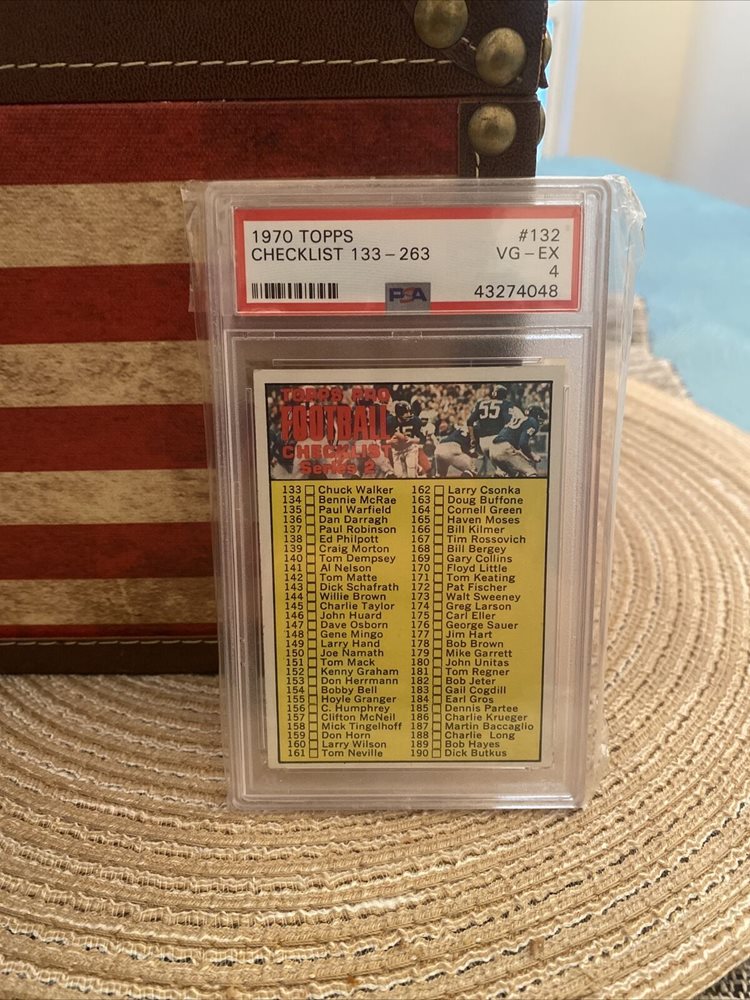 1970 TOPPS #132
CHECKLIST 133-263 VG-EX
4
PSA 43274048
TOPPS PRO
FOOTBALL
CHECKLIST
Series 2
55
133 Chuck Walker
134 Bennie McRae
135 Paul Warfield
136 Dan Darragh
137 Paul Robinson
138 Ed Philpott
139 Craig Morton
140 Tom Dempsey
141 Al Nelson
142 Tom Matte
143 Dick Schafrath
144 Willie Brown
145 Charlie Taylor
146 John Huard
147 Dave Osborn
148 Gene Mingo
149 Larry Hand
150 Joe Namath
151 Tom Mack
152 Kenny Graham
153 Don Herrmann
154 Bobby Bell
155 Hoyle Granger
156 C. Humphrey
157 Clifton McNeil
158 Mick Tingelhoff
159 Don Horn
160 Larry Wilson
161 Tom Neville
162 Larry Csonka
163 Doug Buffone
164 Cornell Green
165 Haven Moses
166 Bill Kilmer
167 Tim Rossovich
168 Bill Bergey
169 Gary Collins
170 Floyd Little
171 Tom Keating
172 Pat Fischer
173 Walt Sweeney
174 Greg Larson
175 Carl Eller
176 George Sauer
177 Jim Hart
178 Bob Brown
179 Mike Garrett
180 John Unitas
181 Tom Regner
182 Bob Jeter
183 Gail Cogdill
184 Earl Gros
185 Dennis Partee
186 Charlie Krueger
187 Martin Baccaglio
188 Charlie Long
189 Bob Hayes
190 Dick Butkus